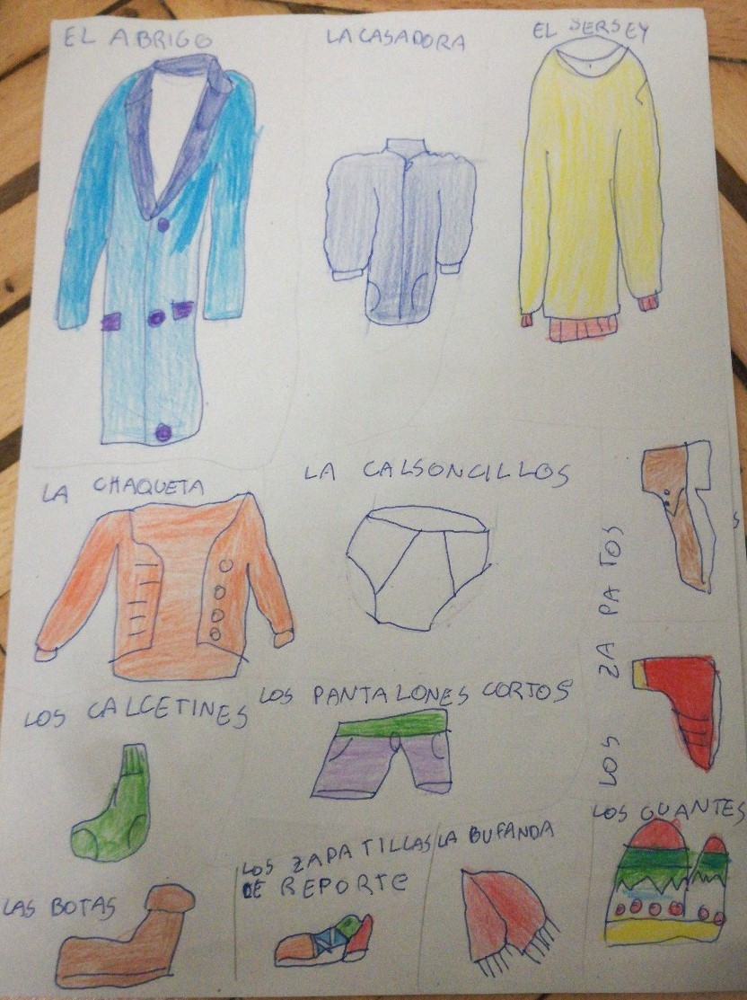 EL ABRIGO
LA CASADORA
EL JERSEY
LA CHAQUETA
LA CALSONCILLOS
LOS ZAPATOS
LOS CALCETINES
LOS PANTALONES CORTOS
LOS GUANTES
LAS BOTAS
LOS ZAPATILLAS
DE REPORTE
LA BUFANDA